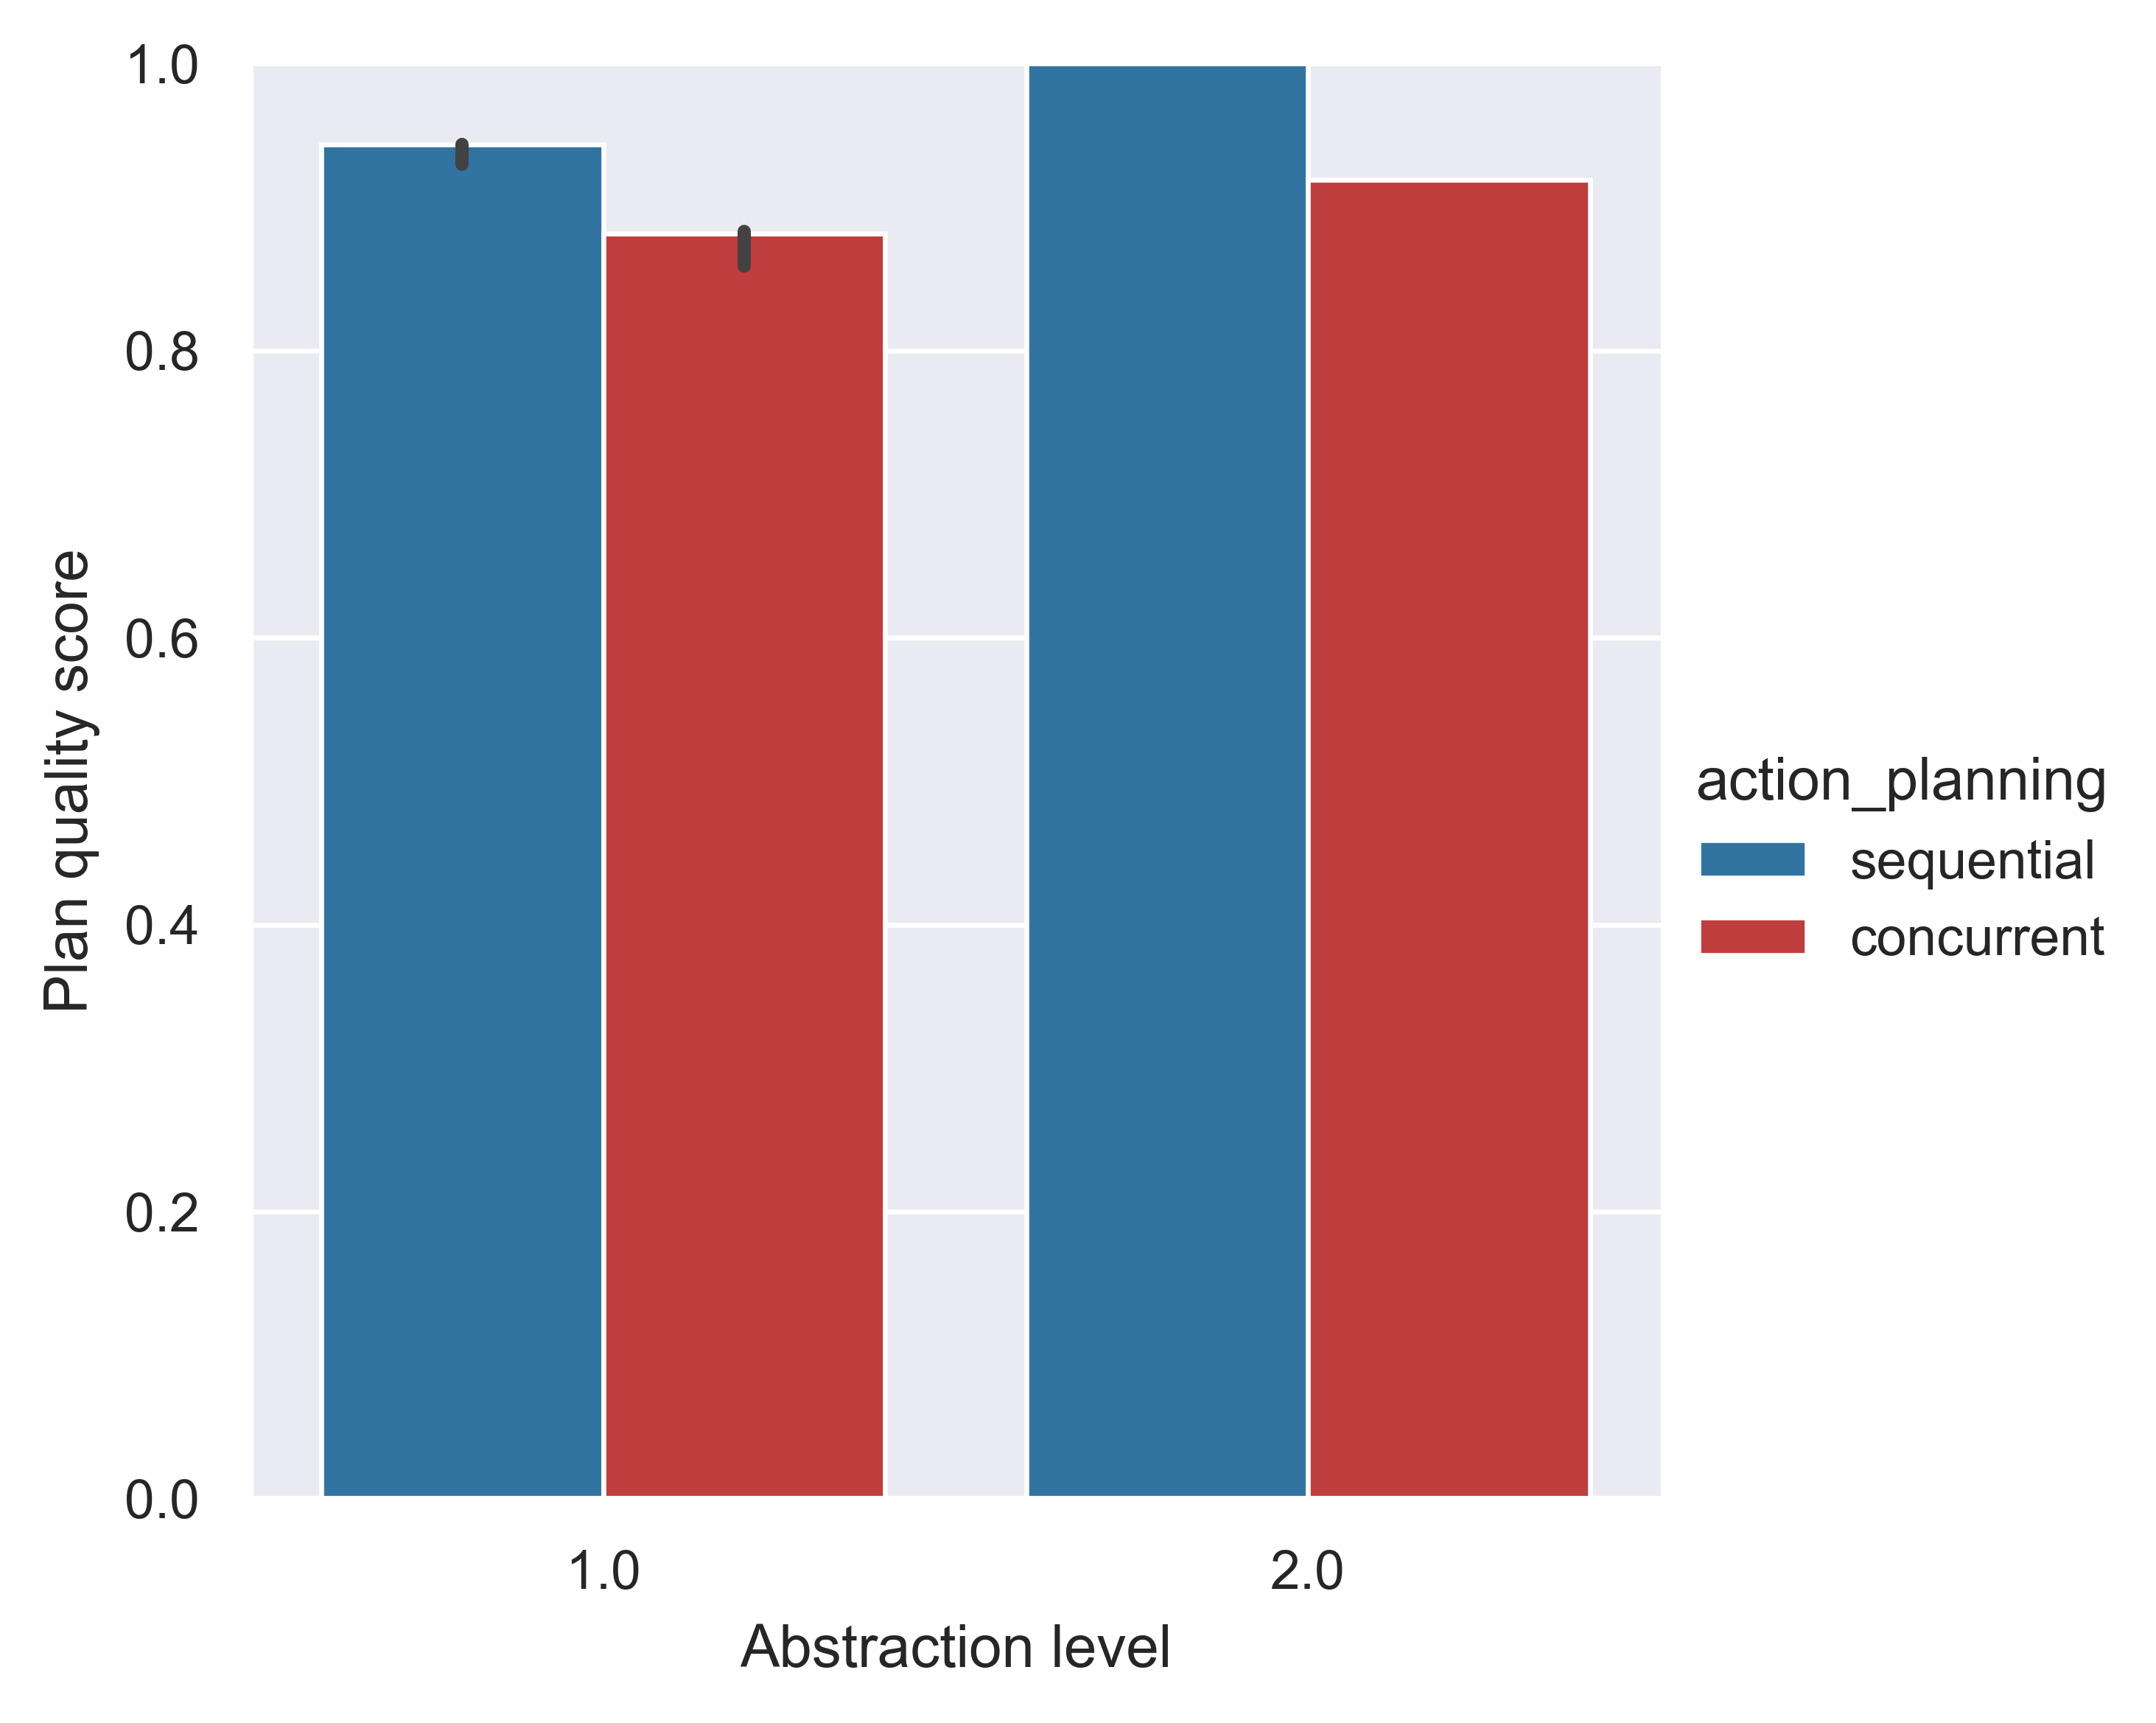 Plan quality score
1.0
0.8
0.6
0.4
0.2
0.0
1.0
2.0
Abstraction level
action_planning
sequential
concurrent